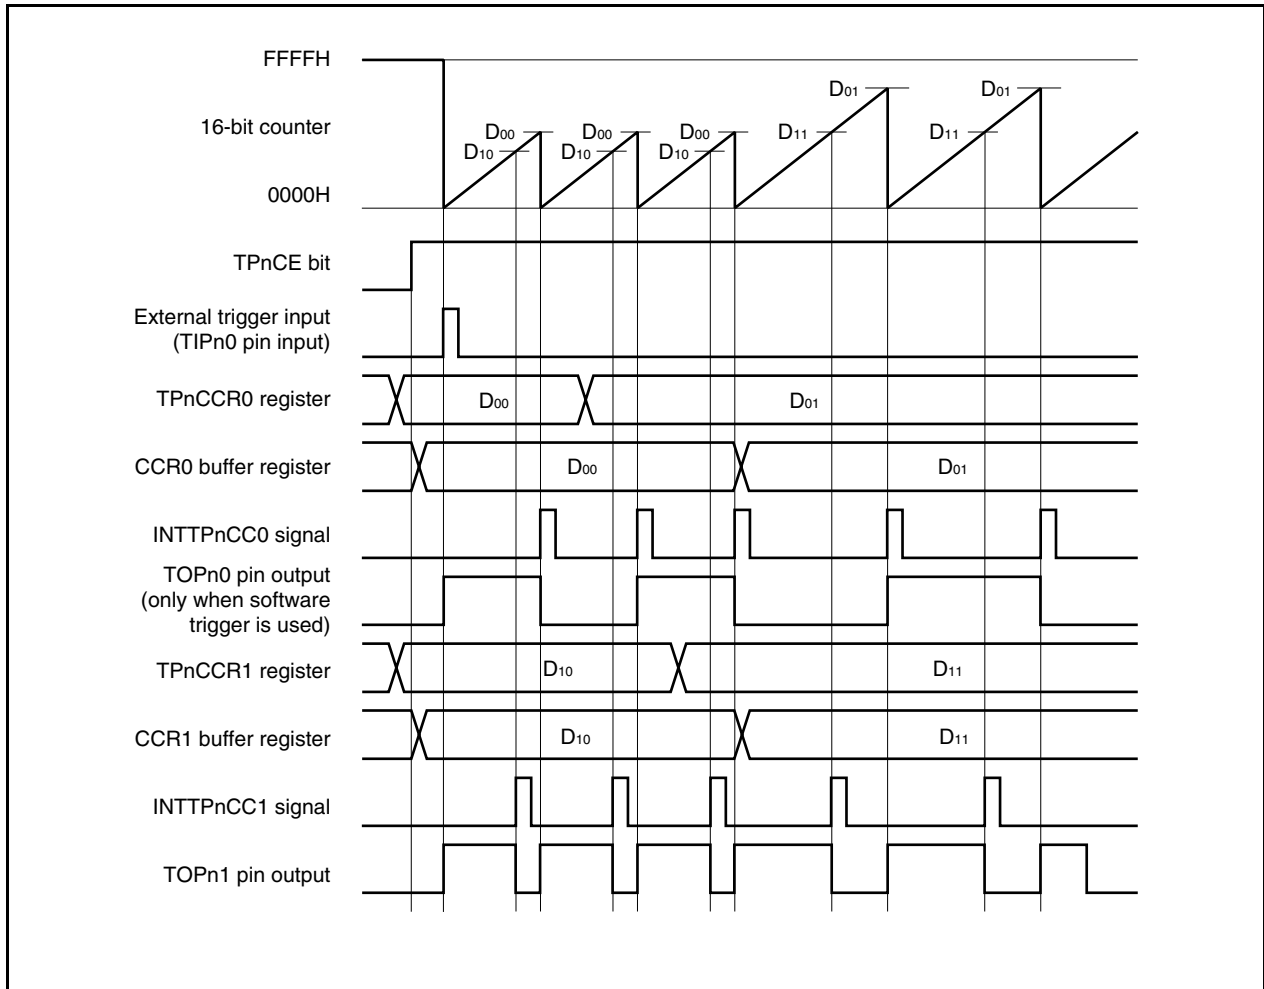 FFFFH
16-bit counter
0000H
D00
D10
D00
D10
D00
D10
D11
D01
D11
D01
TPnCE bit
External trigger input
(TIPn0 pin input)
TPnCCR0 register
D00
D01
CCR0 buffer register
D00
D01
INTTPnCC0 signal
TOPn0 pin output
(only when software
trigger is used)
TPnCCR1 register
D10
D11
CCR1 buffer register
D10
D11
INTTPnCC1 signal
TOPn1 pin output